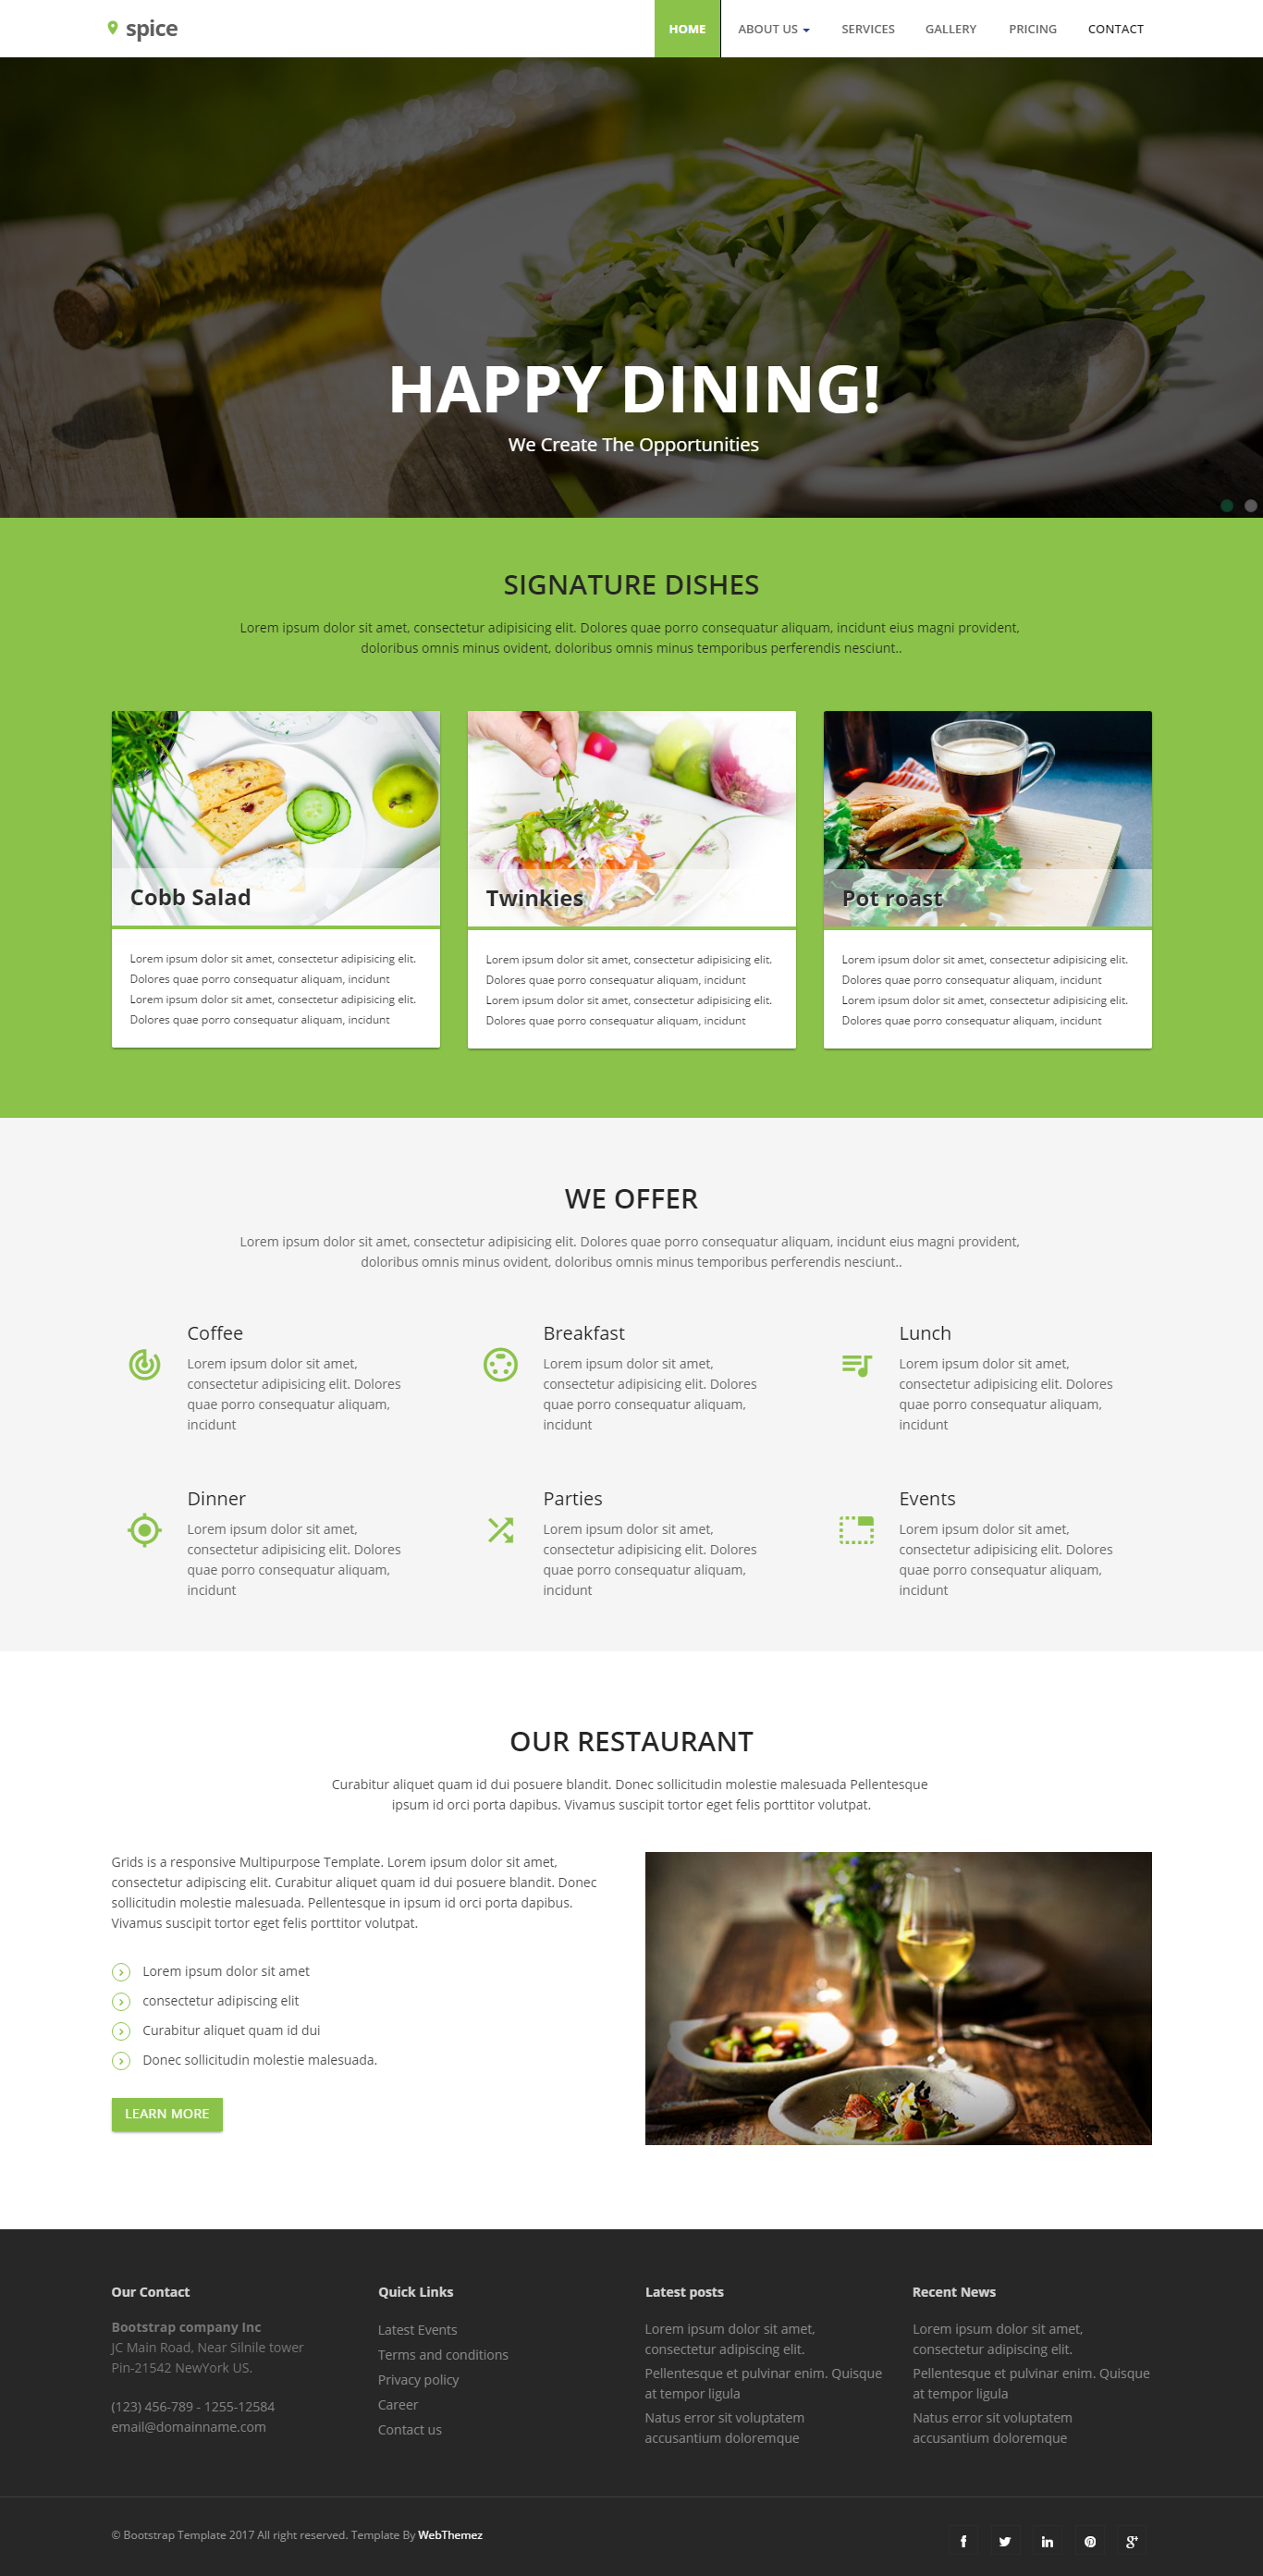 spice
HOME
ABOUT US
SERVICES
GALLERY
PRICING
CONTACT
HAPPY DINING!
We Create The Opportunities
SIGNATURE DISHES
Lorem ipsum dolor sit amet, consectetur adipisicing elit. Dolores quae porro consequatur aliquam, incidunt eius magni provident,
doloribus omnis minus ovident, doloribus omnis minus temporibus perferendis nesciunt..
Cobb Salad
Lorem ipsum dolor sit amet, consectetur adipisicing elit.
Dolores quae porro consequatur aliquam, incidunt
Lorem ipsum dolor sit amet, consectetur adipisicing elit.
Dolores quae porro consequatur aliquam, incidunt
Twinkies
Lorem ipsum dolor sit amet, consectetur adipisicing elit.
Dolores quae porro consequatur aliquam, incidunt
Lorem ipsum dolor sit amet, consectetur adipisicing elit.
Dolores quae porro consequatur aliquam, incidunt
Pot roast
Lorem ipsum dolor sit amet, consectetur adipisicing elit.
Dolores quae porro consequatur aliquam, incidunt
Lorem ipsum dolor sit amet, consectetur adipisicing elit.
Dolores quae porro consequatur aliquam, incidunt
WE OFFER
Lorem ipsum dolor sit amet, consectetur adipisicing elit. Dolores quae porro consequatur aliquam, incidunt eius magni provident,
doloribus omnis minus ovident, doloribus omnis minus temporibus perferendis nesciunt..
Coffee
Lorem ipsum dolor sit amet,
consectetur adipisicing elit. Dolores
quae porro consequatur aliquam,
incidunt
Breakfast
Lorem ipsum dolor sit amet,
consectetur adipisicing elit. Dolores
quae porro consequatur aliquam,
incidunt
Lunch
Lorem ipsum dolor sit amet,
consectetur adipisicing elit. Dolores
quae porro consequatur aliquam,
incidunt
Dinner
Lorem ipsum dolor sit amet,
consectetur adipisicing elit. Dolores
quae porro consequatur aliquam,
incidunt
Parties
Lorem ipsum dolor sit amet,
consectetur adipisicing elit. Dolores
quae porro consequatur aliquam,
incidunt
Events
Lorem ipsum dolor sit amet,
consectetur adipisicing elit. Dolores
quae porro consequatur aliquam,
incidunt
OUR RESTAURANT
Curabitur aliquet quam id dui posuere blandit. Donec sollicitudin molestie malesuada Pellentesque
ipsum id orci porta dapibus. Vivamus suscipit tortor eget felis porttitor volutpat.
Grids is a responsive Multipurpose Template. Lorem ipsum dolor sit amet,
consectetur adipiscing elit. Curabitur aliquet quam id dui posuere blandit. Donec
sollicitudin molestie malesuada. Pellentesque in ipsum id orci porta dapibus.
Vivamus suscipit tortor eget felis porttitor volutpat.
Lorem ipsum dolor sit amet
consectetur adipiscing elit
Curabitur aliquet quam id dui
Donec sollicitudin molestie malesuada.
LEARN MORE
Our Contact
Bootstrap company Inc
JC Main Road, Near Silnile tower
Pin-21542 NewYork US.
(123) 456-789 - 1255-12584
email@domainname.com
Quick Links
Latest Events
Terms and conditions
Privacy policy
Career
Contact us
Latest posts
Lorem ipsum dolor sit amet,
consectetur adipiscing elit.
Pellentesque et pulvinar enim. Quisque
at tempor ligula
Natus error sit voluptatem
accusantium doloremque
Recent News
Lorem ipsum dolor sit amet,
consectetur adipiscing elit.
Pellentesque et pulvinar enim. Quisque
at tempor ligula
Natus error sit voluptatem
accusantium doloremque
© Bootstrap Template 2017 All right reserved. Template By WebThemez